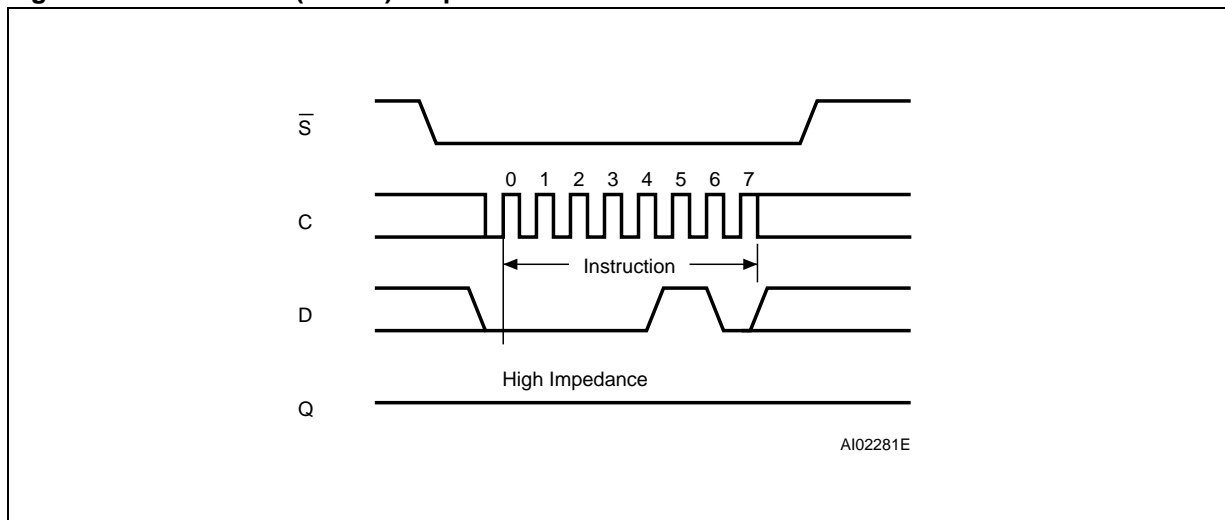 S̅
0 1 2 3 4 5 6 7
C
Instruction
D
High Impedance
Q
AI02281E